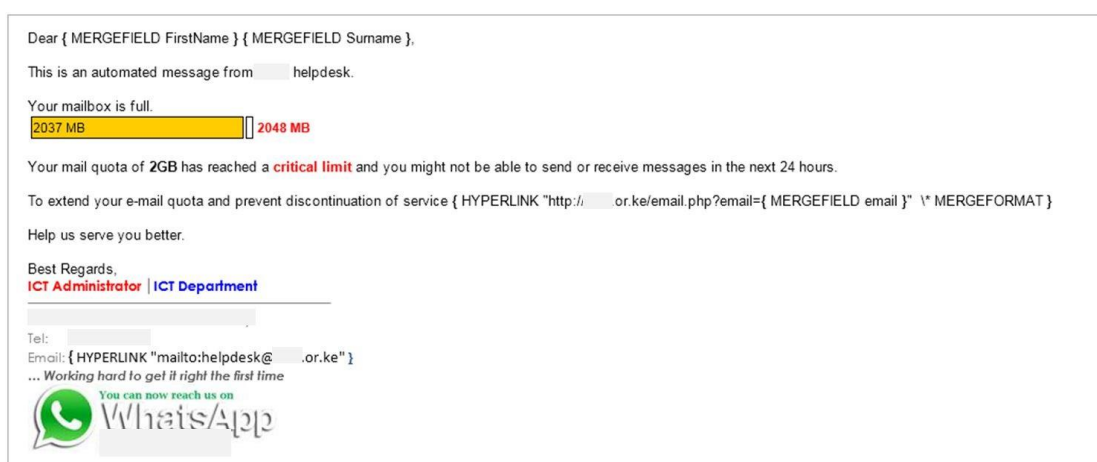 Dear { MERGEFIELD FirstName } { MERGEFIELD Surname },
This is an automated message from helpdesk.
Your mailbox is full.
2037 MB 2048 MB
Your mail quota of 2GB has reached a critical limit and you might not be able to send or receive messages in the next 24 hours.
To extend your e-mail quota and prevent discontinuation of service { HYPERLINK "http:// .or.ke/email.php?email={ MERGEFIELD email }" \* MERGEFORMAT }
Help us serve you better.
Best Regards,
ICT Administrator | ICT Department
Tel:
Email: { HYPERLINK "mailto:helpdesk@ .or.ke" }
... Working hard to get it right the first time
You can now reach us on
WhatsApp